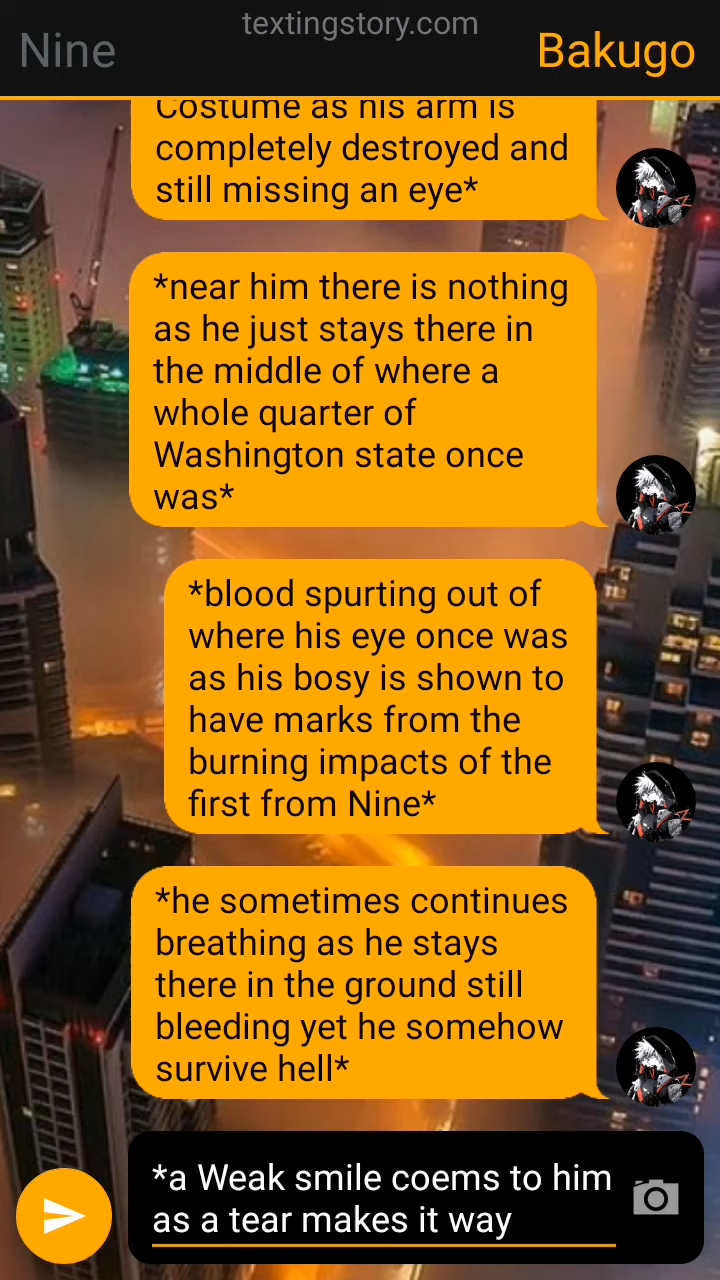 textingstory.com
Nine
Bakugo
Costume as his arm is
completely destroyed and
still missing an eye*
*near him there is nothing
as he just stays there in
the middle of where a
whole quarter of
Washington state once
was*
*blood spurting out of
where his eye once was
as his bosy is shown to
have marks from the
burning impacts of the
first from Nine*
*he sometimes continues
breathing as he stays
there in the ground still
bleeding yet he somehow
survive hell*
*a Weak smile coems to him
as a tear makes it way